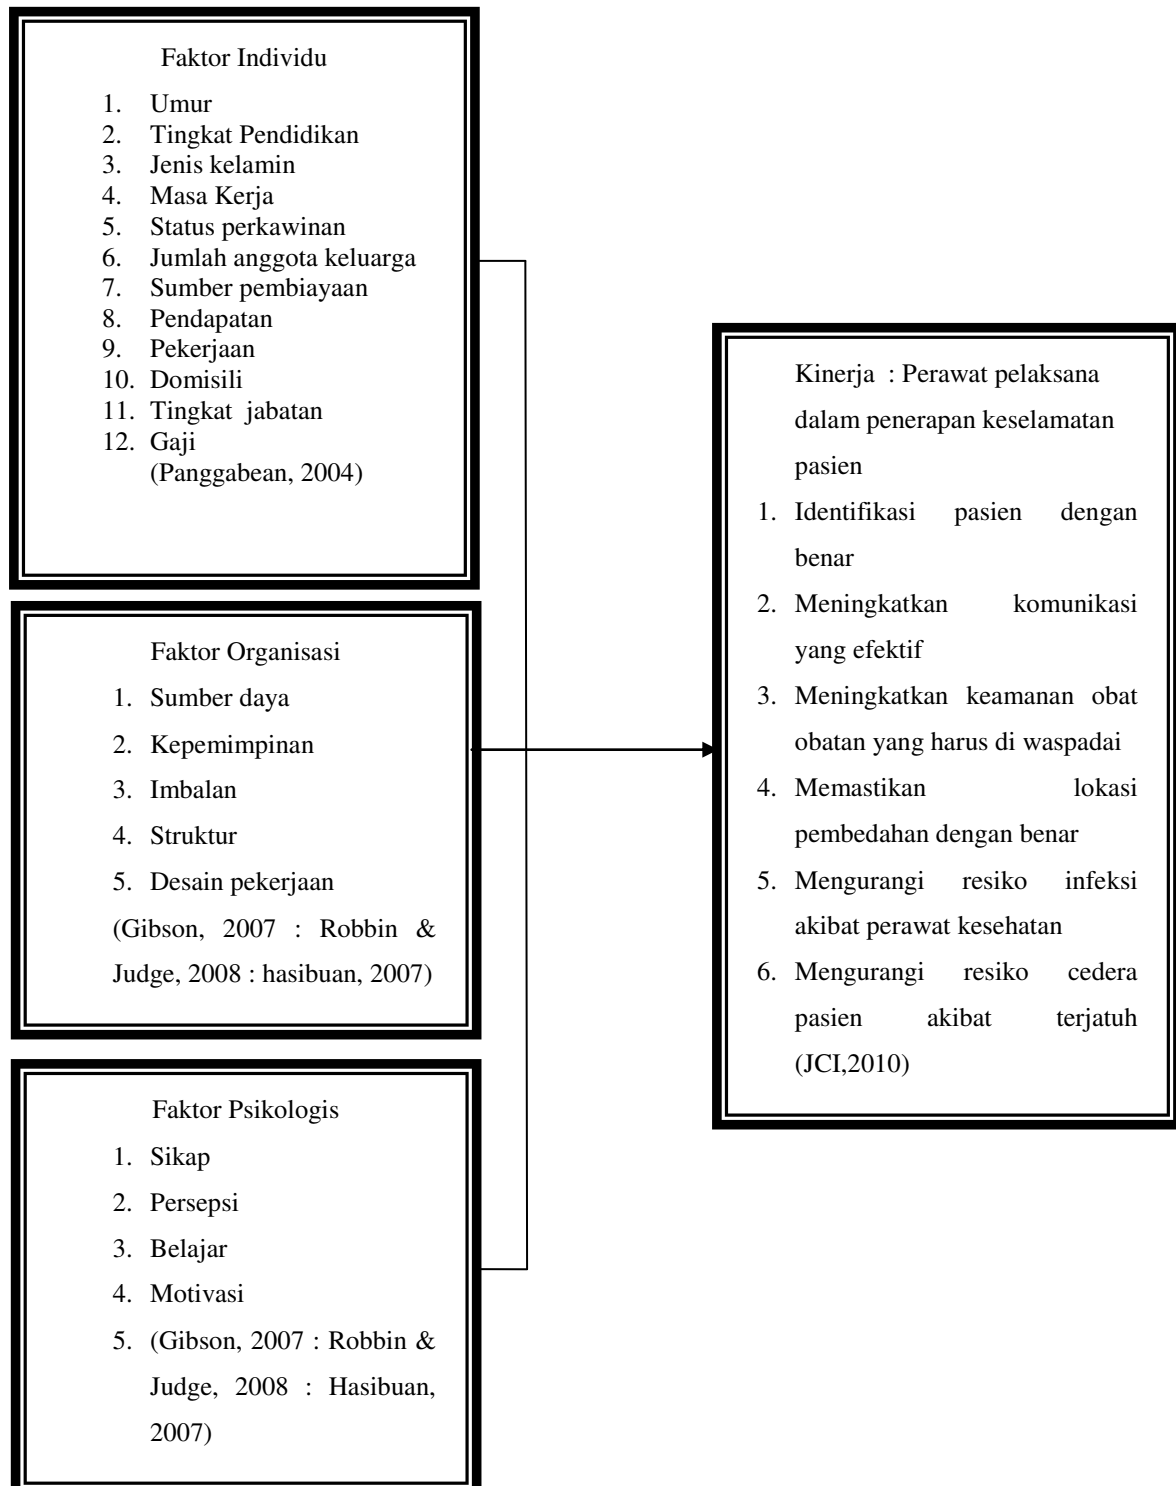 Faktor Individu
1. Umur
2. Tingkat Pendidikan
3. Jenis kelamin
4. Masa Kerja
5. Status perkawinan
6. Jumlah anggota keluarga
7. Sumber pembiayaan
8. Pendapatan
9. Pekerjaan
10. Domisili
11. Tingkat jabatan
12. Gaji
(Panggabean, 2004)
Faktor Organisasi
1. Sumber daya
2. Kepemimpinan
3. Imbalan
4. Struktur
5. Desain pekerjaan
(Gibson, 2007 : Robbin &
Judge, 2008 : hasibuan, 2007)
Faktor Psikologis
1. Sikap
2. Persepsi
3. Belajar
4. Motivasi
5. (Gibson, 2007 : Robbin &
Judge, 2008 : Hasibuan,
2007)
Kinerja : Perawat pelaksana
dalam penerapan keselamatan
pasien
1. Identifikasi pasien dengan
benar
2. Meningkatkan komunikasi
yang efektif
3. Meningkatkan keamanan obat
obatan yang harus di waspadai
4. Memastikan lokasi
pembedahan dengan benar
5. Mengurangi resiko infeksi
akibat perawat kesehatan
6. Mengurangi resiko cedera
pasien akibat terjatuh
(JCI,2010)